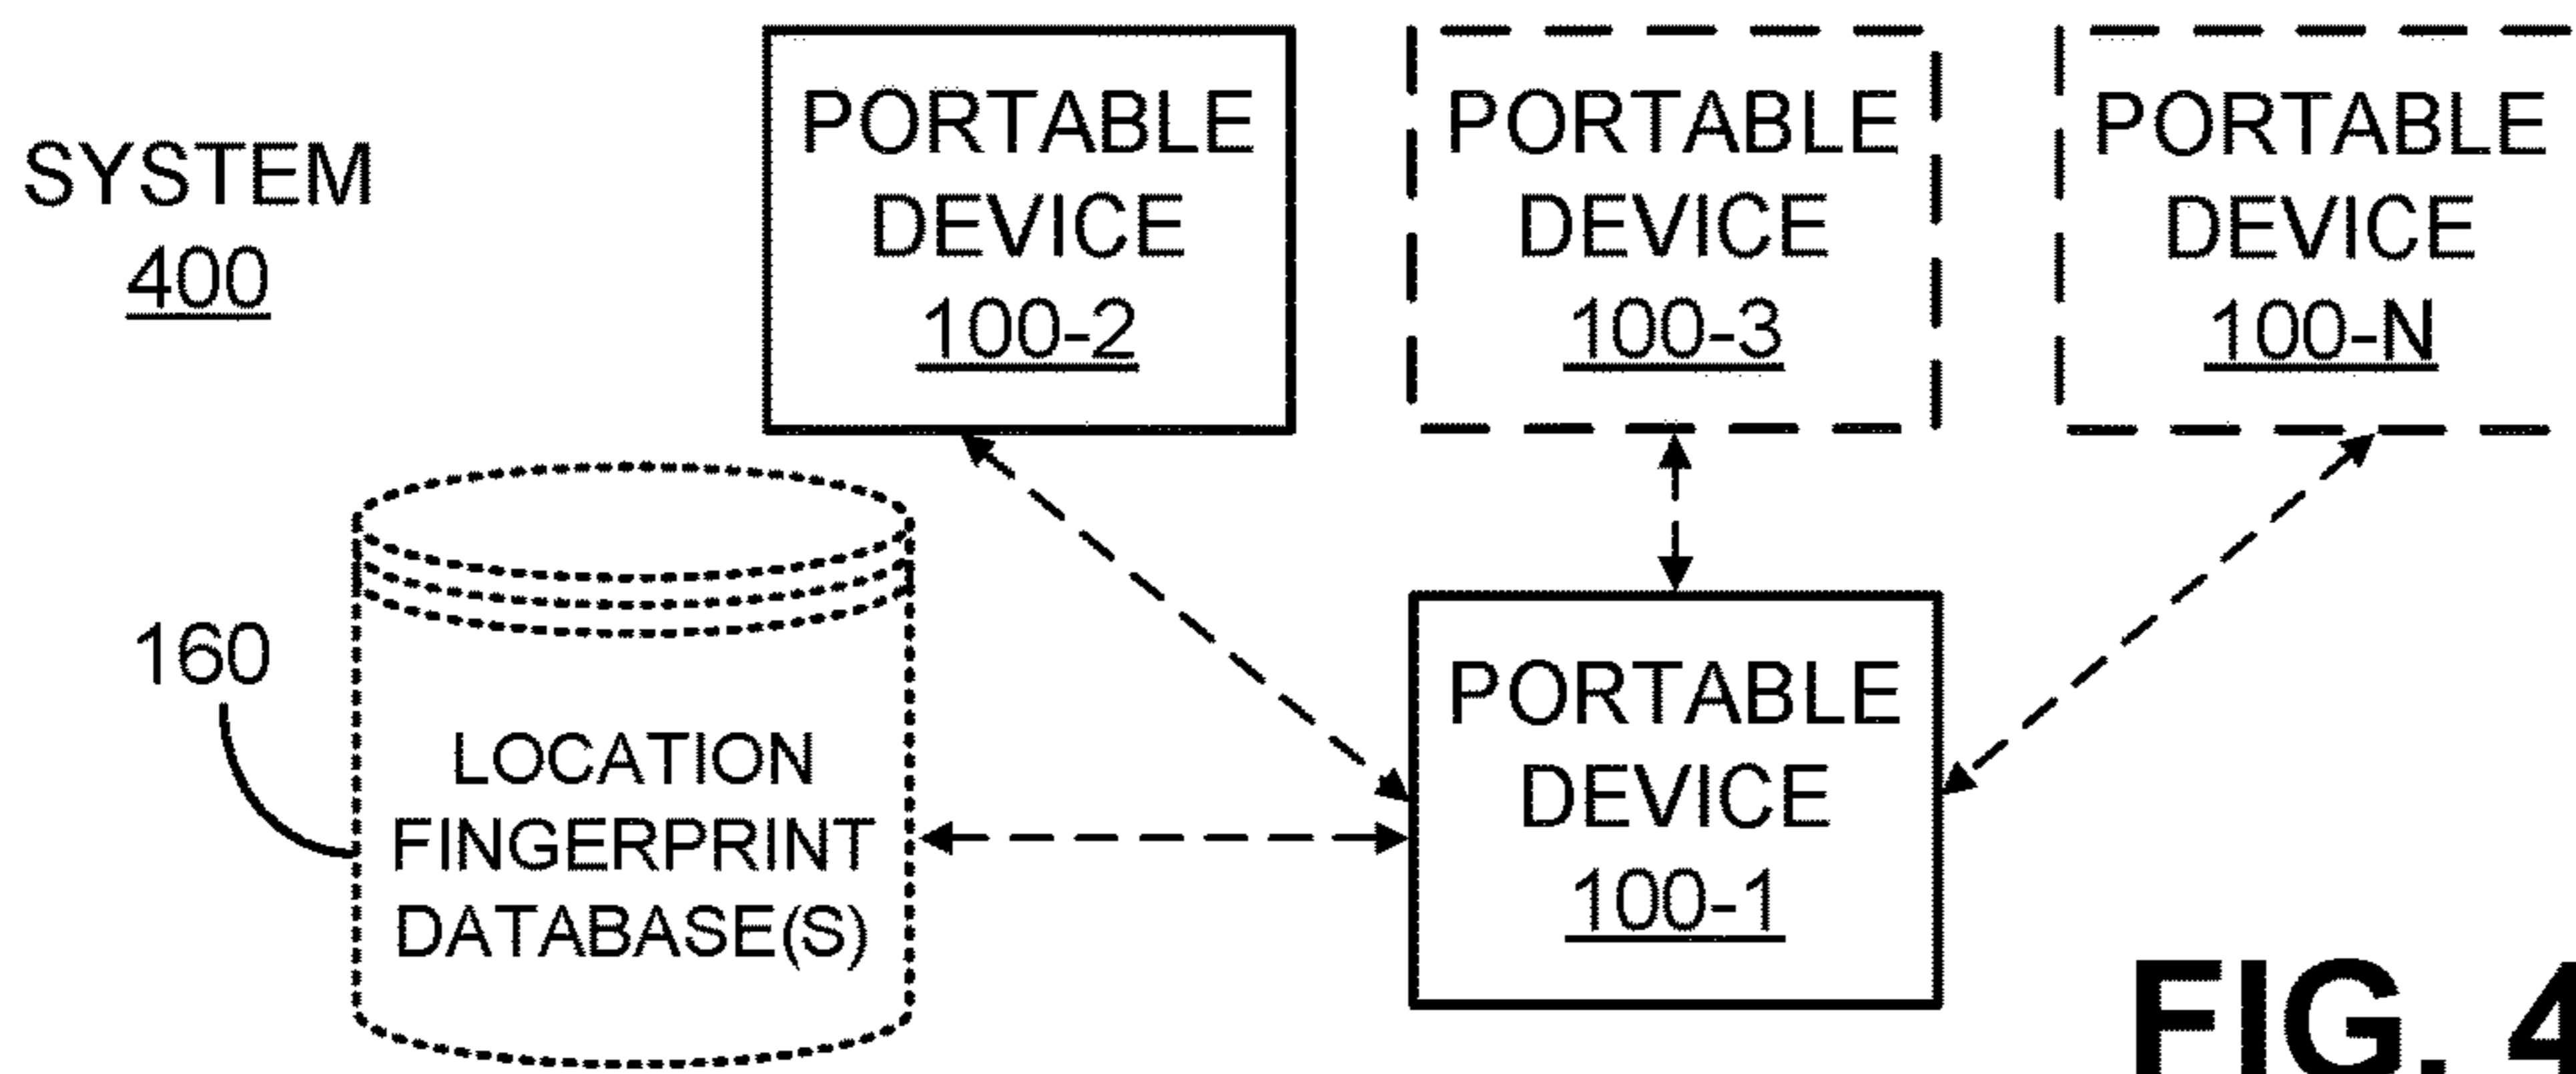 SYSTEM
400
PORTABLE
DEVICE
100-2
PORTABLE
DEVICE
100-3
PORTABLE
DEVICE
100-N
160
LOCATION
FINGERPRINT
DATABASE(S)
PORTABLE
DEVICE
100-1
FIG. 4